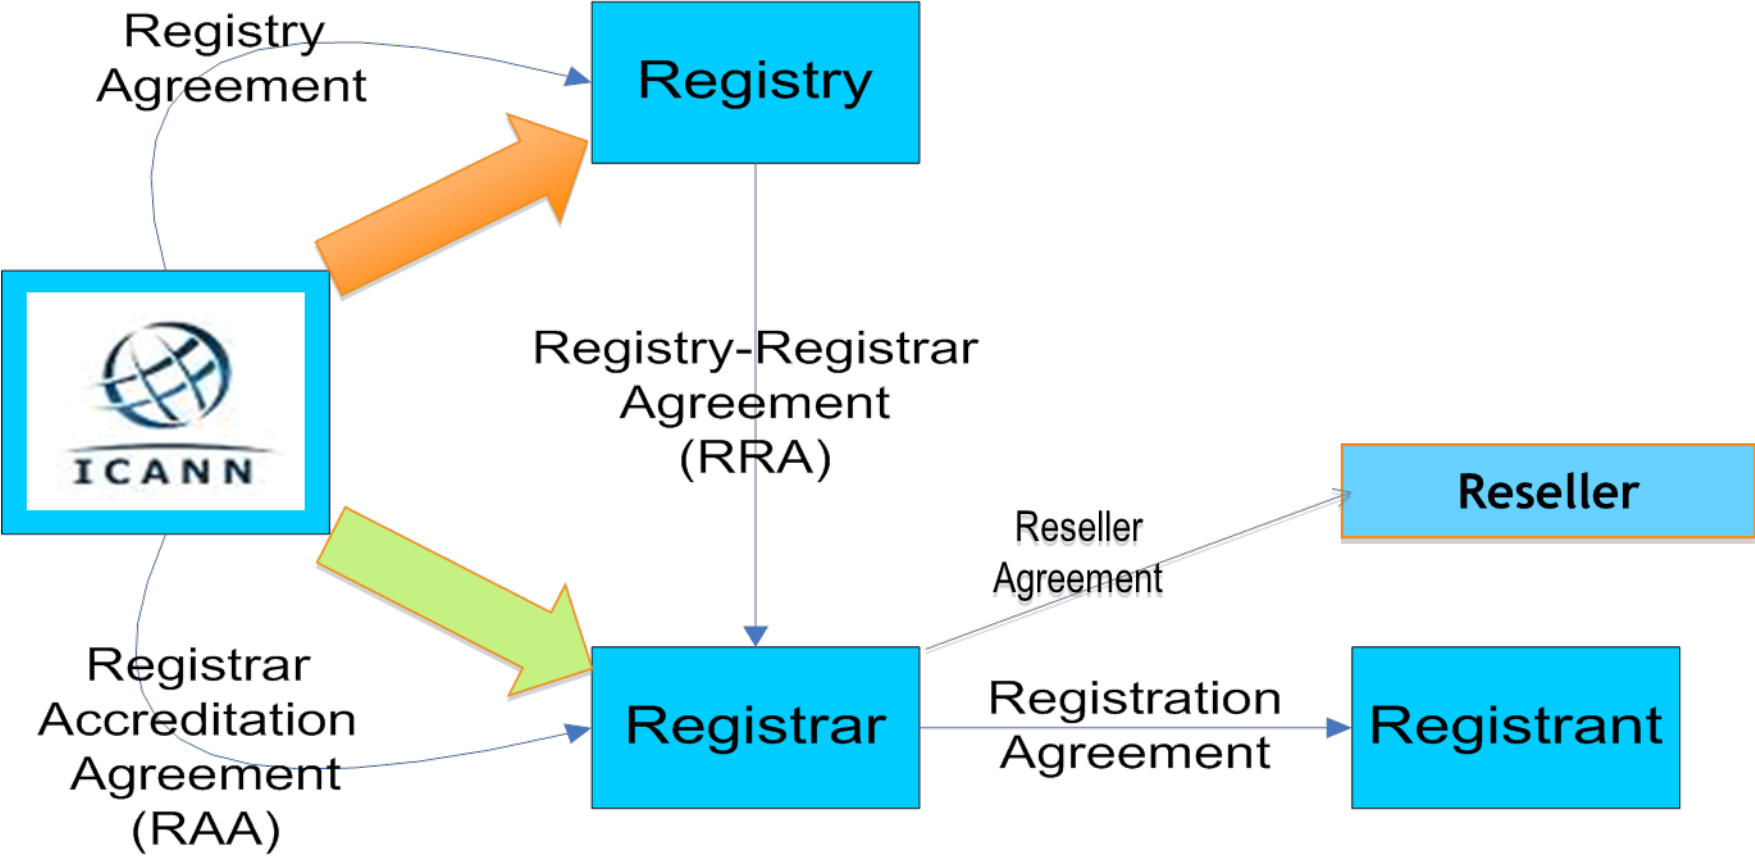 Registry
Agreement
Registry
ICANN
Registry-Registrar
Agreement
(RRA)
Reseller
Reseller
Agreement
Registrar
Accreditation
Agreement
(RAA)
Registrar
Registration
Agreement
Registrant